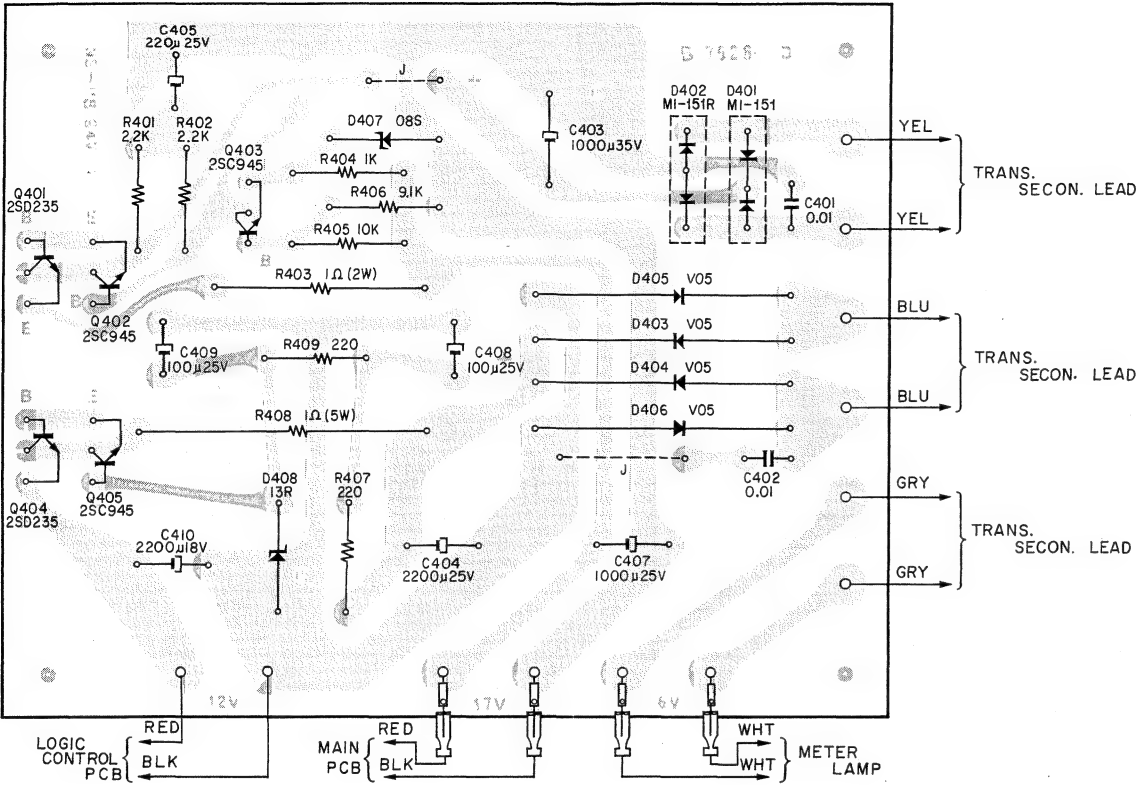 C405
220µ 25V
J
D402
MI-151R
D401
MI-151
R401
2.2K
R402
2.2K
D407 08S
C403
1000µ35V
YEL
Q403
2SC945
R404 1K
TRANS.
SECON. LEAD
Q401
2SD235
R406 9.1K
C401
0.01
YEL
B
R405 10K
B
R403 1Ω (2W)
D405 V05
B
E
Q402
2SC945
BLU
D403 V05
C409
100µ25V
R409 220
C408
100µ25V
TRANS.
SECON. LEAD
D404 V05
BLU
B
E
R408 1Ω (5W)
D406 V05
J
C402
0.01
Q404
2SD235
Q405
2SC945
D408
13R
R407
220
GRY
C410
2200µ18V
TRANS.
SECON. LEAD
C404
2200µ25V
C407
1000µ25V
GRY
12V
17V
6V
RED
RED
WHT
LOGIC
CONTROL
PCB
BLK
MAIN
PCB
BLK
WHT
METER
LAMP